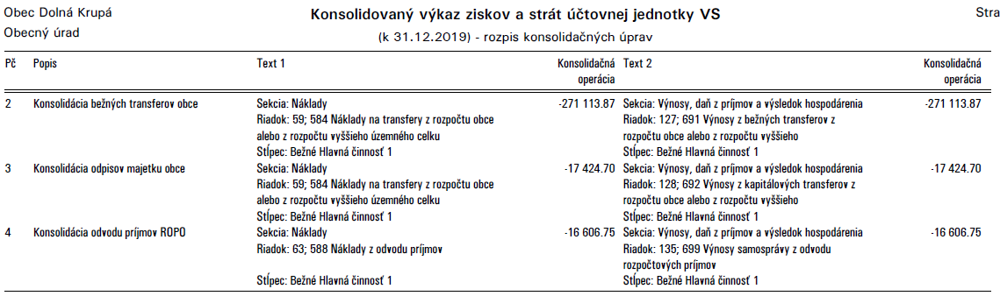 Obec Dolná Krupá Konsolidovaný výkaz ziskov a strát účtovnej jednotky VS Stra
Obecný úrad (k 31.12.2019) - rozpis konsolidačných úprav
Pč Popis Text 1 Konsolidačná Text 2 Konsolidačná
operácia operácia
2 Konsolidácia bežných transferov obce Sekcia: Náklady -271 113.87 Sekcia: Výnosy, daň z príjmov a výsledok hospodárenia -271 113.87
Riadok: 59; 584 Náklady na transfery z rozpočtu obce Riadok: 127; 691 Výnosy z bežných transferov z
alebo z rozpočtu vyššieho územného celku rozpočtu obce alebo z rozpočtu vyššieho
Stĺpec: Bežné Hlavná činnosť 1 Stĺpec: Bežné Hlavná činnosť 1
3 Konsolidácia odpisov majetku obce Sekcia: Náklady -17 424.70 Sekcia: Výnosy, daň z príjmov a výsledok hospodárenia -17 424.70
Riadok: 59; 584 Náklady na transfery z rozpočtu obce Riadok: 128; 692 Výnosy z kapitálových transferov z
alebo z rozpočtu vyššieho územného celku rozpočtu obce alebo z rozpočtu vyššieho
Stĺpec: Bežné Hlavná činnosť 1 Stĺpec: Bežné Hlavná činnosť 1
4 Konsolidácia odvodu príjmov ROPO Sekcia: Náklady -16 606.75 Sekcia: Výnosy, daň z príjmov a výsledok hospodárenia -16 606.75
Riadok: 63; 588 Náklady z odvodu príjmov Riadok: 135; 699 Výnosy samosprávy z odvodu
rozpočtových príjmov
Stĺpec: Bežné Hlavná činnosť 1 Stĺpec: Bežné Hlavná činnosť 1